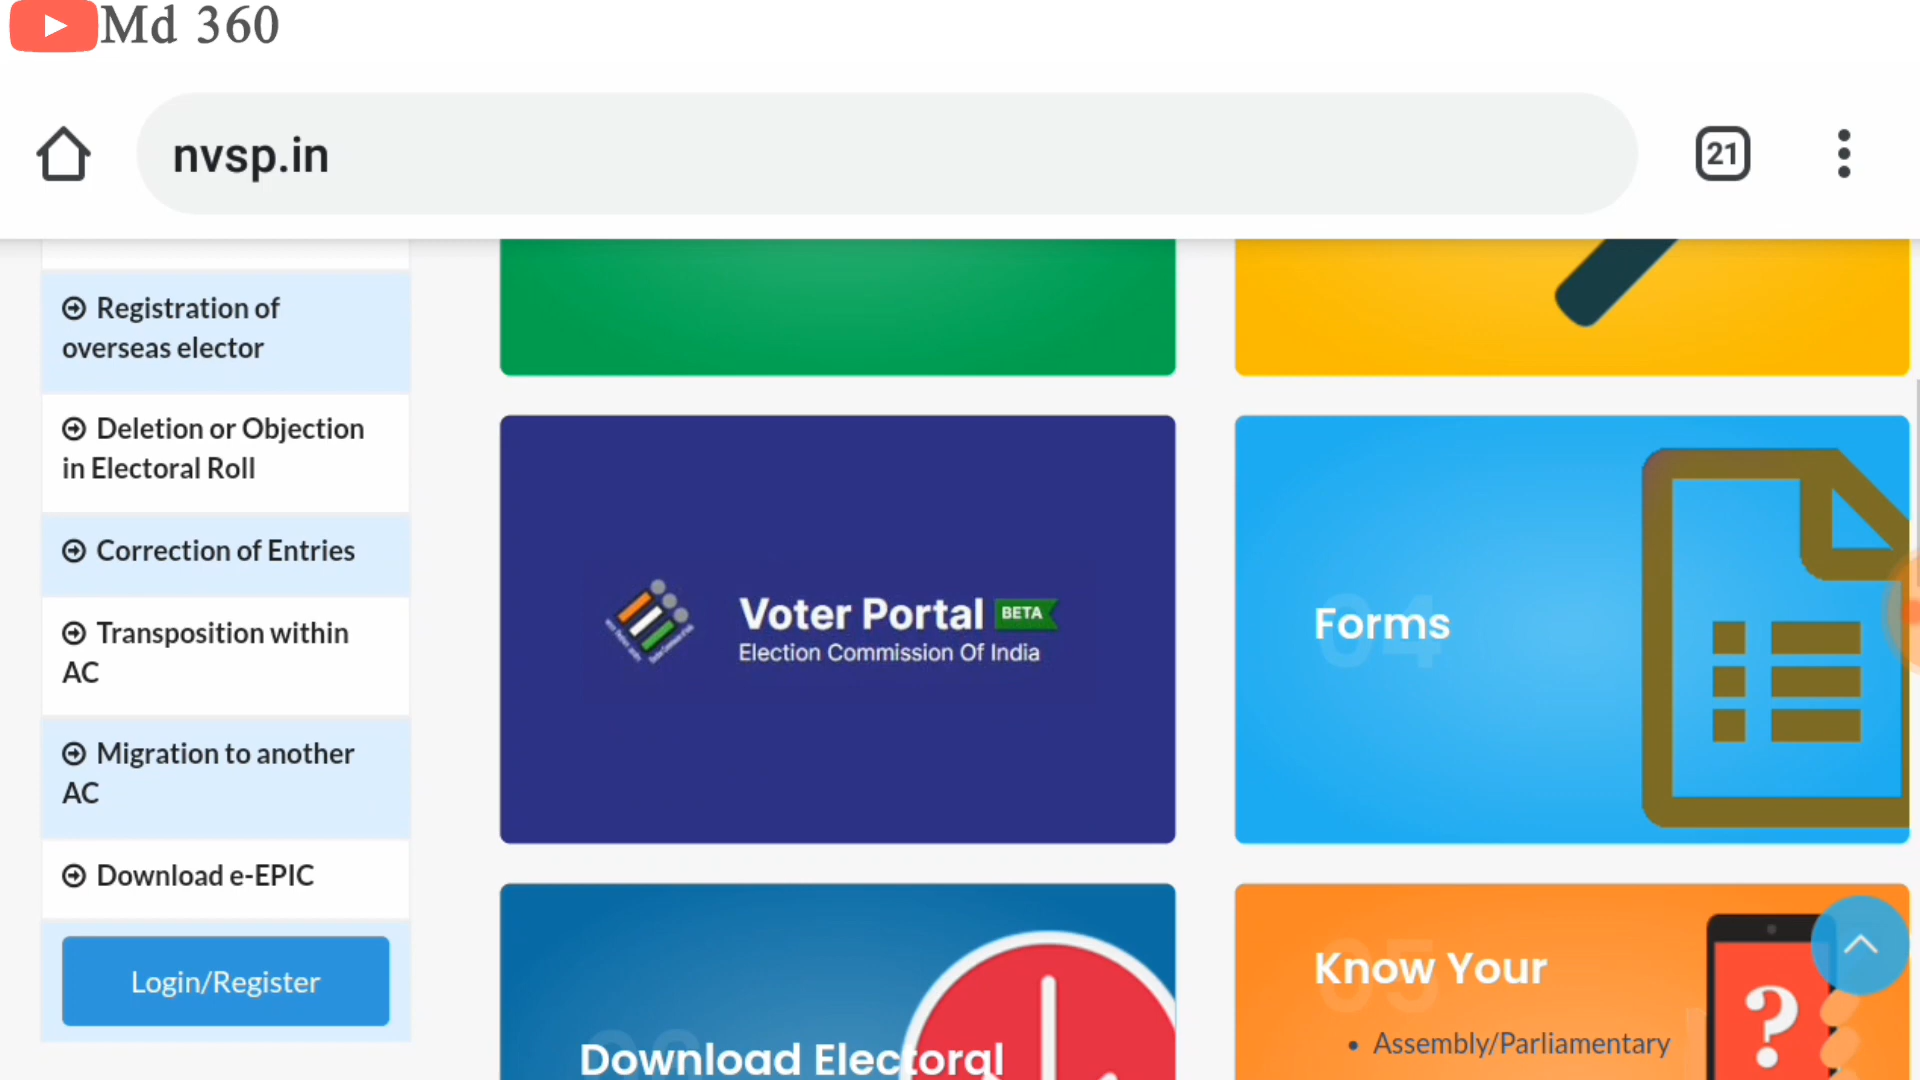 Md 360
nvsp.in
21
Registration of
overseas elector
Deletion or Objection
in Electoral Roll
Correction of Entries
Transposition within
AC
Migration to another
AC
Download e-EPIC
Login/Register
Voter Portal BETA
Election Commission Of India
04
Forms
Download Electoral
05
Know Your
• Assembly/Parliamentary
?